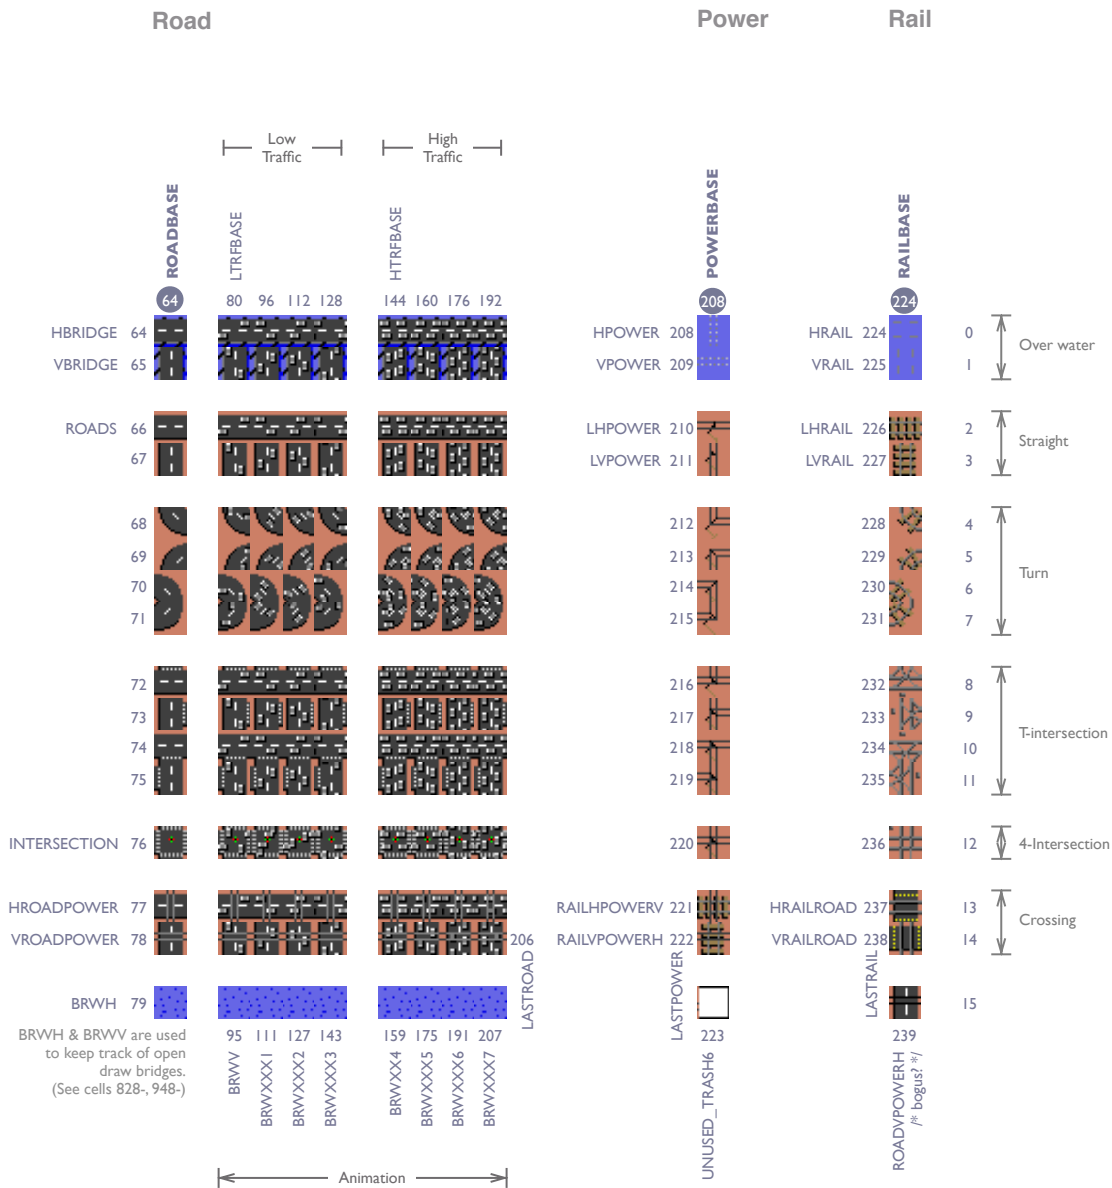 Road
Power
Rail
Low
Traffic
High
Traffic
ROADBASE
LTRFBASE
HTRFBASE
POWERBASE
RAILBASE
64
80 96 112 128
144 160 176 192
208
224
HBRIDGE 64
HPOWER 208
HRAIL 224
0
VBRIDGE 65
VPOWER 209
VRAIL 225
1
Over water
ROADS 66
LHPOWER 210
LHRAIL 226
2
67
LVPOWER 211
LVRAIL 227
3
Straight
68
212
228
4
69
213
229
5
70
214
230
6
71
215
231
7
Turn
72
216
232
8
73
217
233
9
74
218
234
10
75
219
235
11
T-intersection
INTERSECTION 76
220
236
12
4-Intersection
HROADPOWER 77
RAILHPOWERV 221
HRAILROAD 237
13
VROADPOWER 78
206
RAILVPOWERH 222
VRAILROAD 238
14
Crossing
LASTROAD
LASTPOWER
LASTRAIL
BRWH 79
15
BRWH & BRWV are used
to keep track of open
draw bridges.
(See cells 828-, 948-)
95 111 127 143
159 175 191 207
223
239
BRWV
BRWXXX1
BRWXXX2
BRWXXX3
BRWXX4
BRWXXX5
BRWXXX6
BRWXXX7
UNUSED_TRASH6
ROADVPOWERH
/* bogus? */
Animation